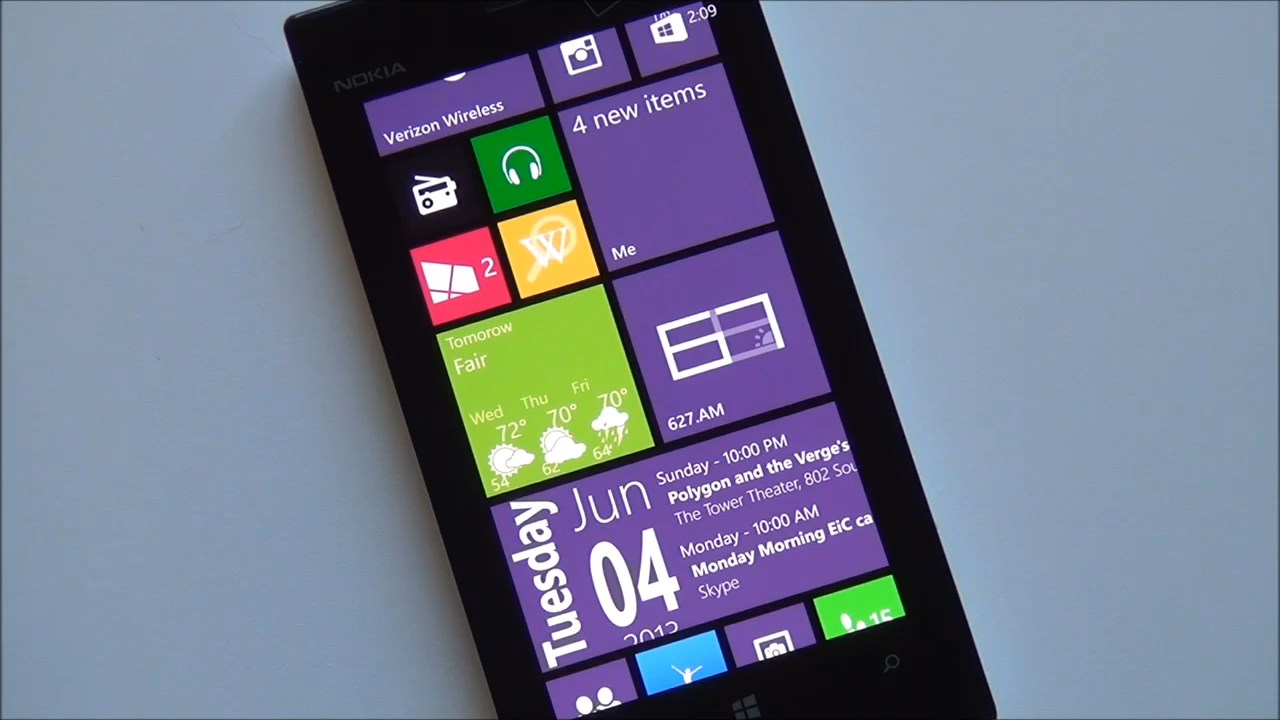 NOKIA
2:09
Verizon Wireless
4 new items
Me
2
W
Tomorow
Fair
Wed Thu Fri
72° 70° 70°
54° 62° 64°
627.AM
Tuesday
Jun
04
2013
Sunday - 10:00 PM
Polygon and the Verge's
The Tower Theater, 802 Sou
Monday - 10:00 AM
Monday Morning EiC ca
Skype
15